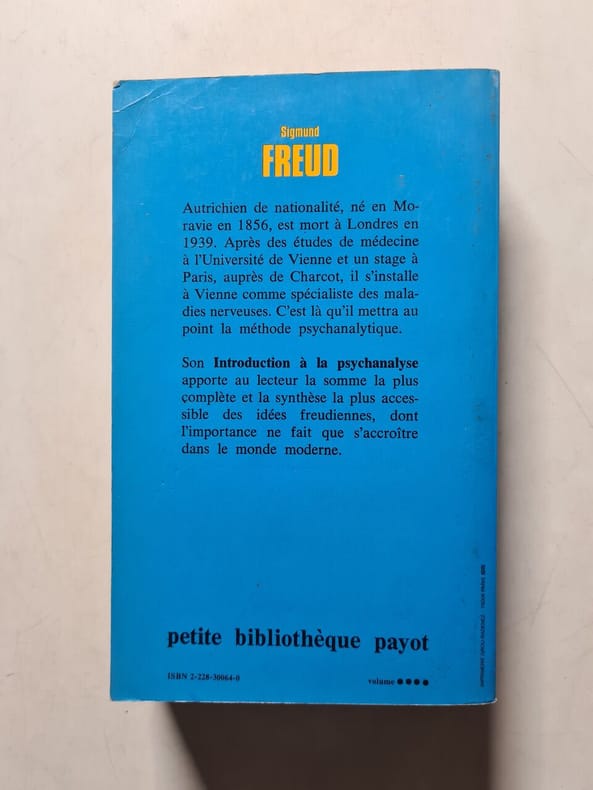 Sigmund
FREUD
Autrichien de nationalité, né en Mo-
ravie en 1856, est mort à Londres en
1939. Après des études de médecine
à l'Université de Vienne et un stage à
Paris, auprès de Charcot, il s'installe
à Vienne comme spécialiste des mala-
dies nerveuses. C'est là qu'il mettra au
point la méthode psychanalytique.
Son Introduction à la psychanalyse
apporte au lecteur la somme la plus
complète et la synthèse la plus acces-
sible des idées freudiennes, dont
l'importance ne fait que s'accroître
dans le monde moderne.
petite bibliothèque payot
ISBN 2-228-30064-0
volume ●●●●